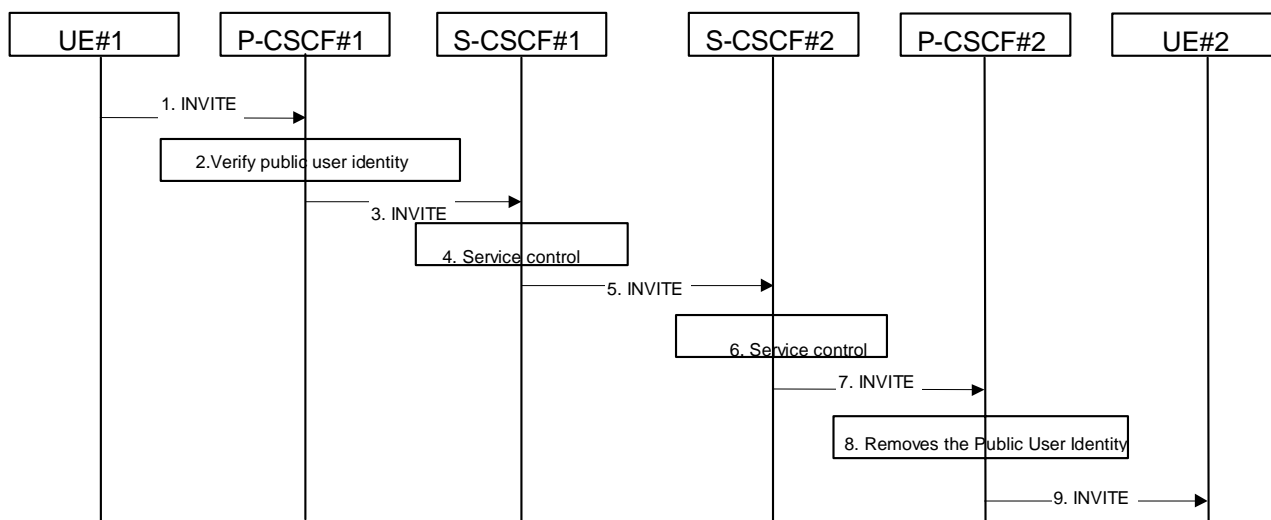 UE#1
P-CSCF#1
S-CSCF#1
S-CSCF#2
P-CSCF#2
UE#2
1. INVITE
2.Verify public user identity
3. INVITE
4. Service control
5. INVITE
6. Service control
7. INVITE
8. Removes the Public User Identity
9. INVITE